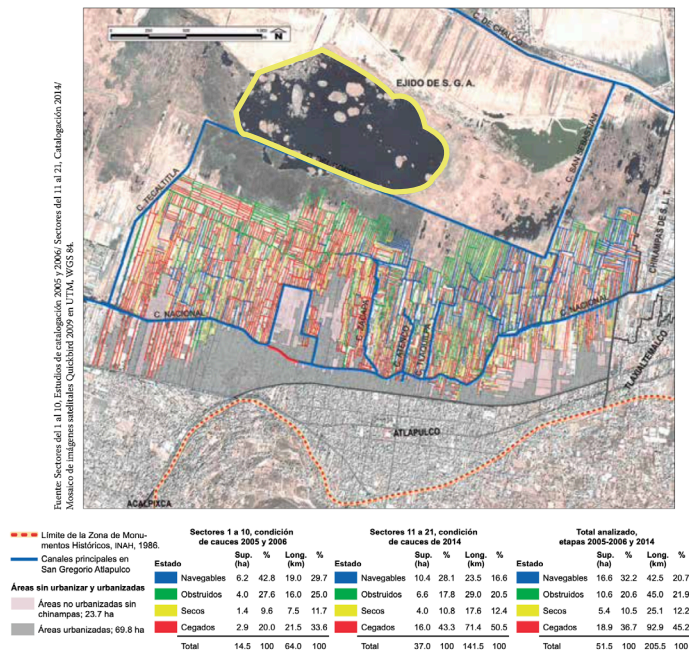 0 250 500 1,000
N
C. DE CHALCO
EJIDO DE S. G. A.
C. SAN SEBASTIÁN
C. TECALTITLA
CHINAMPAS DE S. L. T.
C. NACIONAL
C. NACIONAL
TLAXIALTEMALCO
ATLAPULCO
ACALPIXCA
Fuente: Sectores del 1 al 10, Estudios de catalogación 2005 y 2006/ Sectores del 11 al 21, Catalogación 2014/
Mosaico de imágenes satelitales Quickbird 2009 en UTM, WGS 84.
Límite de la Zona de Monu-
mentos Históricos, INAH, 1986.
Canales principales en
San Gregorio Atlapulco
Áreas sin urbanizar y urbanizadas
Áreas no urbanizadas sin
chinampas; 23.7 ha
Áreas urbanizadas; 69.8 ha
Sectores 1 a 10, condición
de cauces 2005 y 2006
Estado Sup. (ha) % Long. (km) %
Navegables 6.2 42.8 19.0 29.7
Obstruidos 4.0 27.6 16.0 25.0
Secos 1.4 9.6 7.5 11.7
Cegados 2.9 20.0 21.5 33.6
Total 14.5 100 64.0 100
Sectores 11 a 21, condición
de cauces de 2014
Estado Sup. (ha) % Long. (km) %
Navegables 10.4 28.1 23.5 16.6
Obstruidos 6.6 17.8 29.0 20.5
Secos 4.0 10.8 17.6 12.4
Cegados 16.0 43.3 71.4 50.5
Total 37.0 100 141.5 100
Total analizado,
etapas 2005-2006 y 2014
Estado Sup. (ha) % Long. (km) %
Navegables 16.6 32.2 42.5 20.7
Obstruidos 10.6 20.6 45.0 21.9
Secos 5.4 10.5 25.1 12.2
Cegados 18.9 36.7 92.9 45.2
Total 51.5 100 205.5 100